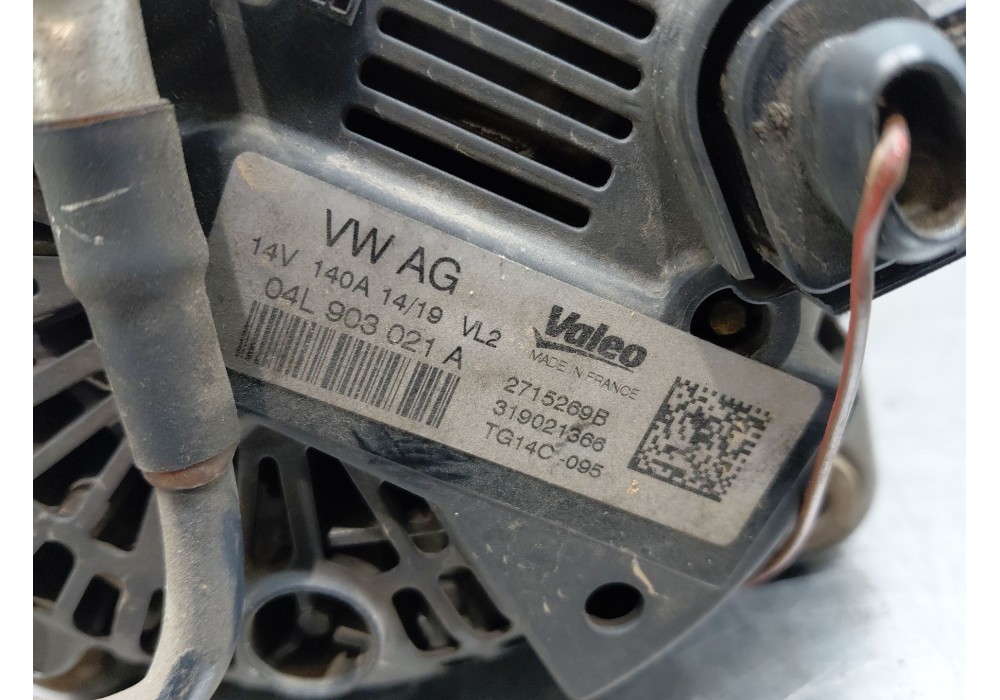 VW AG
14V 140A 14/19 VL2
04L 903 021 A
Valeo
MADE IN FRANCE
2715269B
319021366
TG14C-095